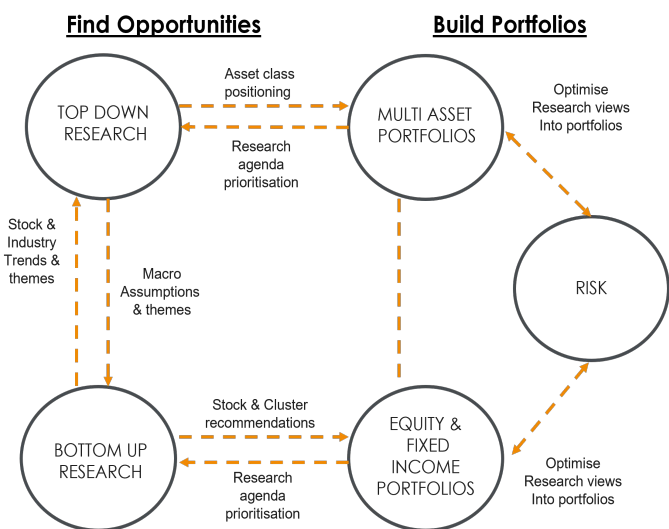 Find Opportunities
Build Portfolios
Asset class
positioning
TOP DOWN
RESEARCH
MULTI ASSET
PORTFOLIOS
Optimise
Research views
Into portfolios
Research
agenda
prioritisation
Stock &
Industry
Trends &
themes
Macro
Assumptions
& themes
RISK
Stock & Cluster
recommendations
BOTTOM UP
RESEARCH
EQUITY &
FIXED
INCOME
PORTFOLIOS
Research
agenda
prioritisation
Optimise
Research views
Into portfolios